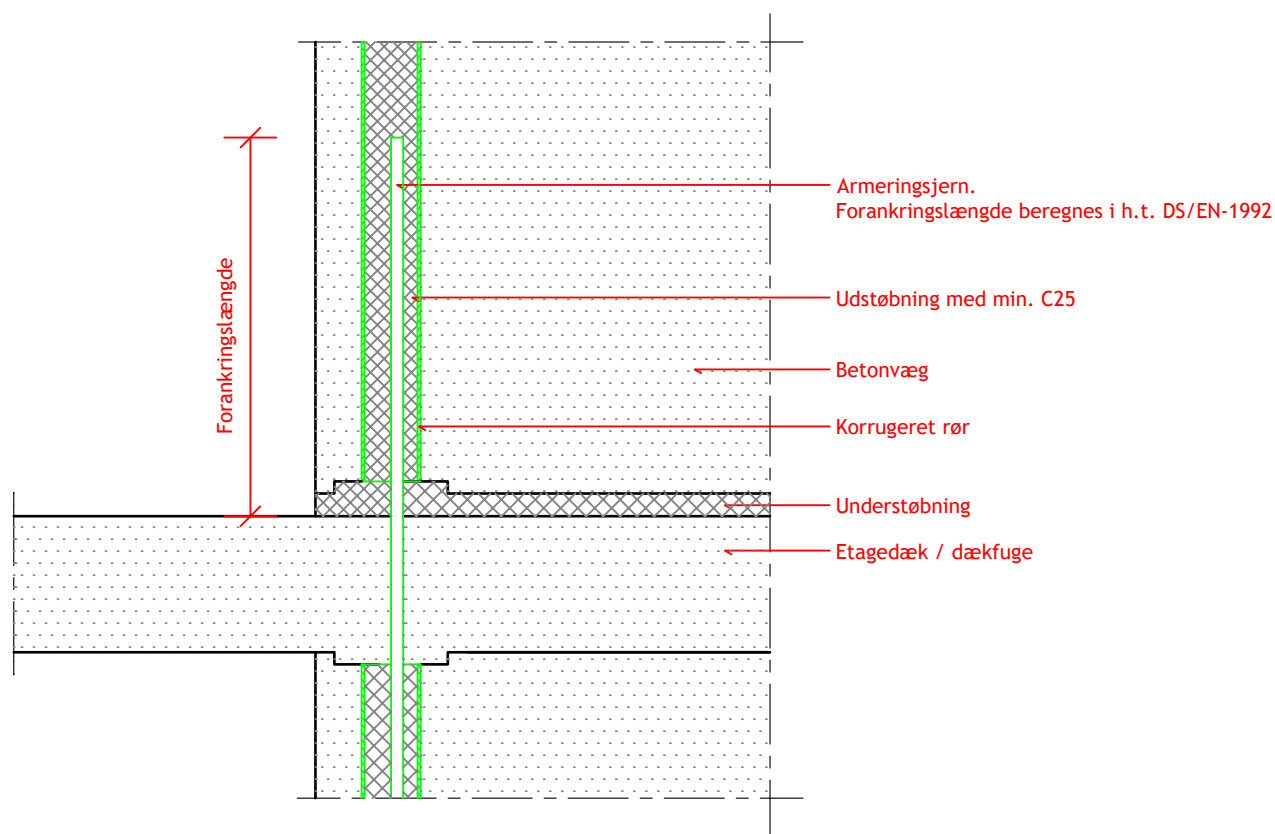 Armeringsjern.
Forankringslængde beregnes i h.t. DS/EN-1992
Forankringslængde
Udstøbning med min. C25
Betonvæg
Korrugeret rør
Understøbning
Etagedæk / dækfuge